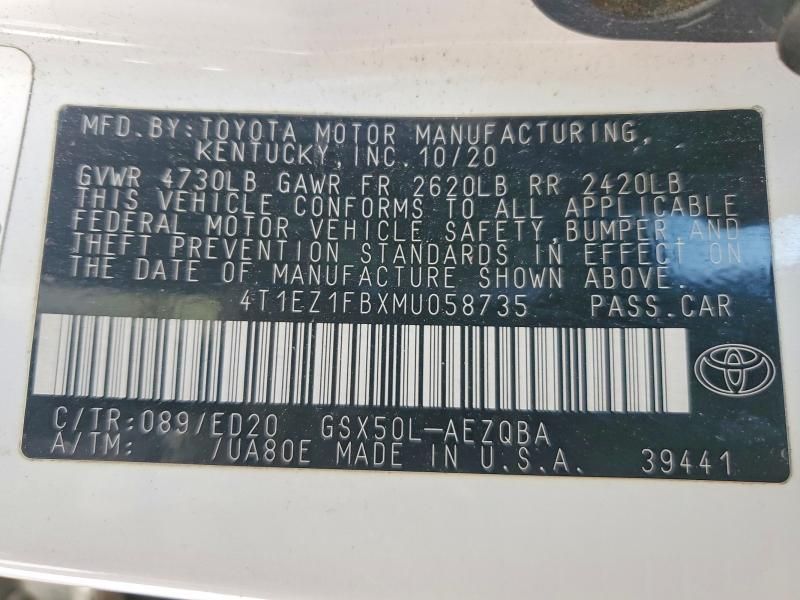 MFD. BY: TOYOTA MOTOR MANUFACTURING,
KENTUCKY, INC. 10/20
GVWR 4730LB GAWR FR 2620LB RR 2420LB
THIS VEHICLE CONFORMS TO ALL APPLICABLE
FEDERAL MOTOR VEHICLE SAFETY, BUMPER AND
THEFT PREVENTION STANDARDS IN EFFECT ON
THE DATE OF MANUFACTURE SHOWN ABOVE.
4T1EZ1FBXMU058735 PASS. CAR
C/TR: 089/ED20 GSX50L-AEZQBA
A/TM: /UA80E MADE IN U.S.A. 39441